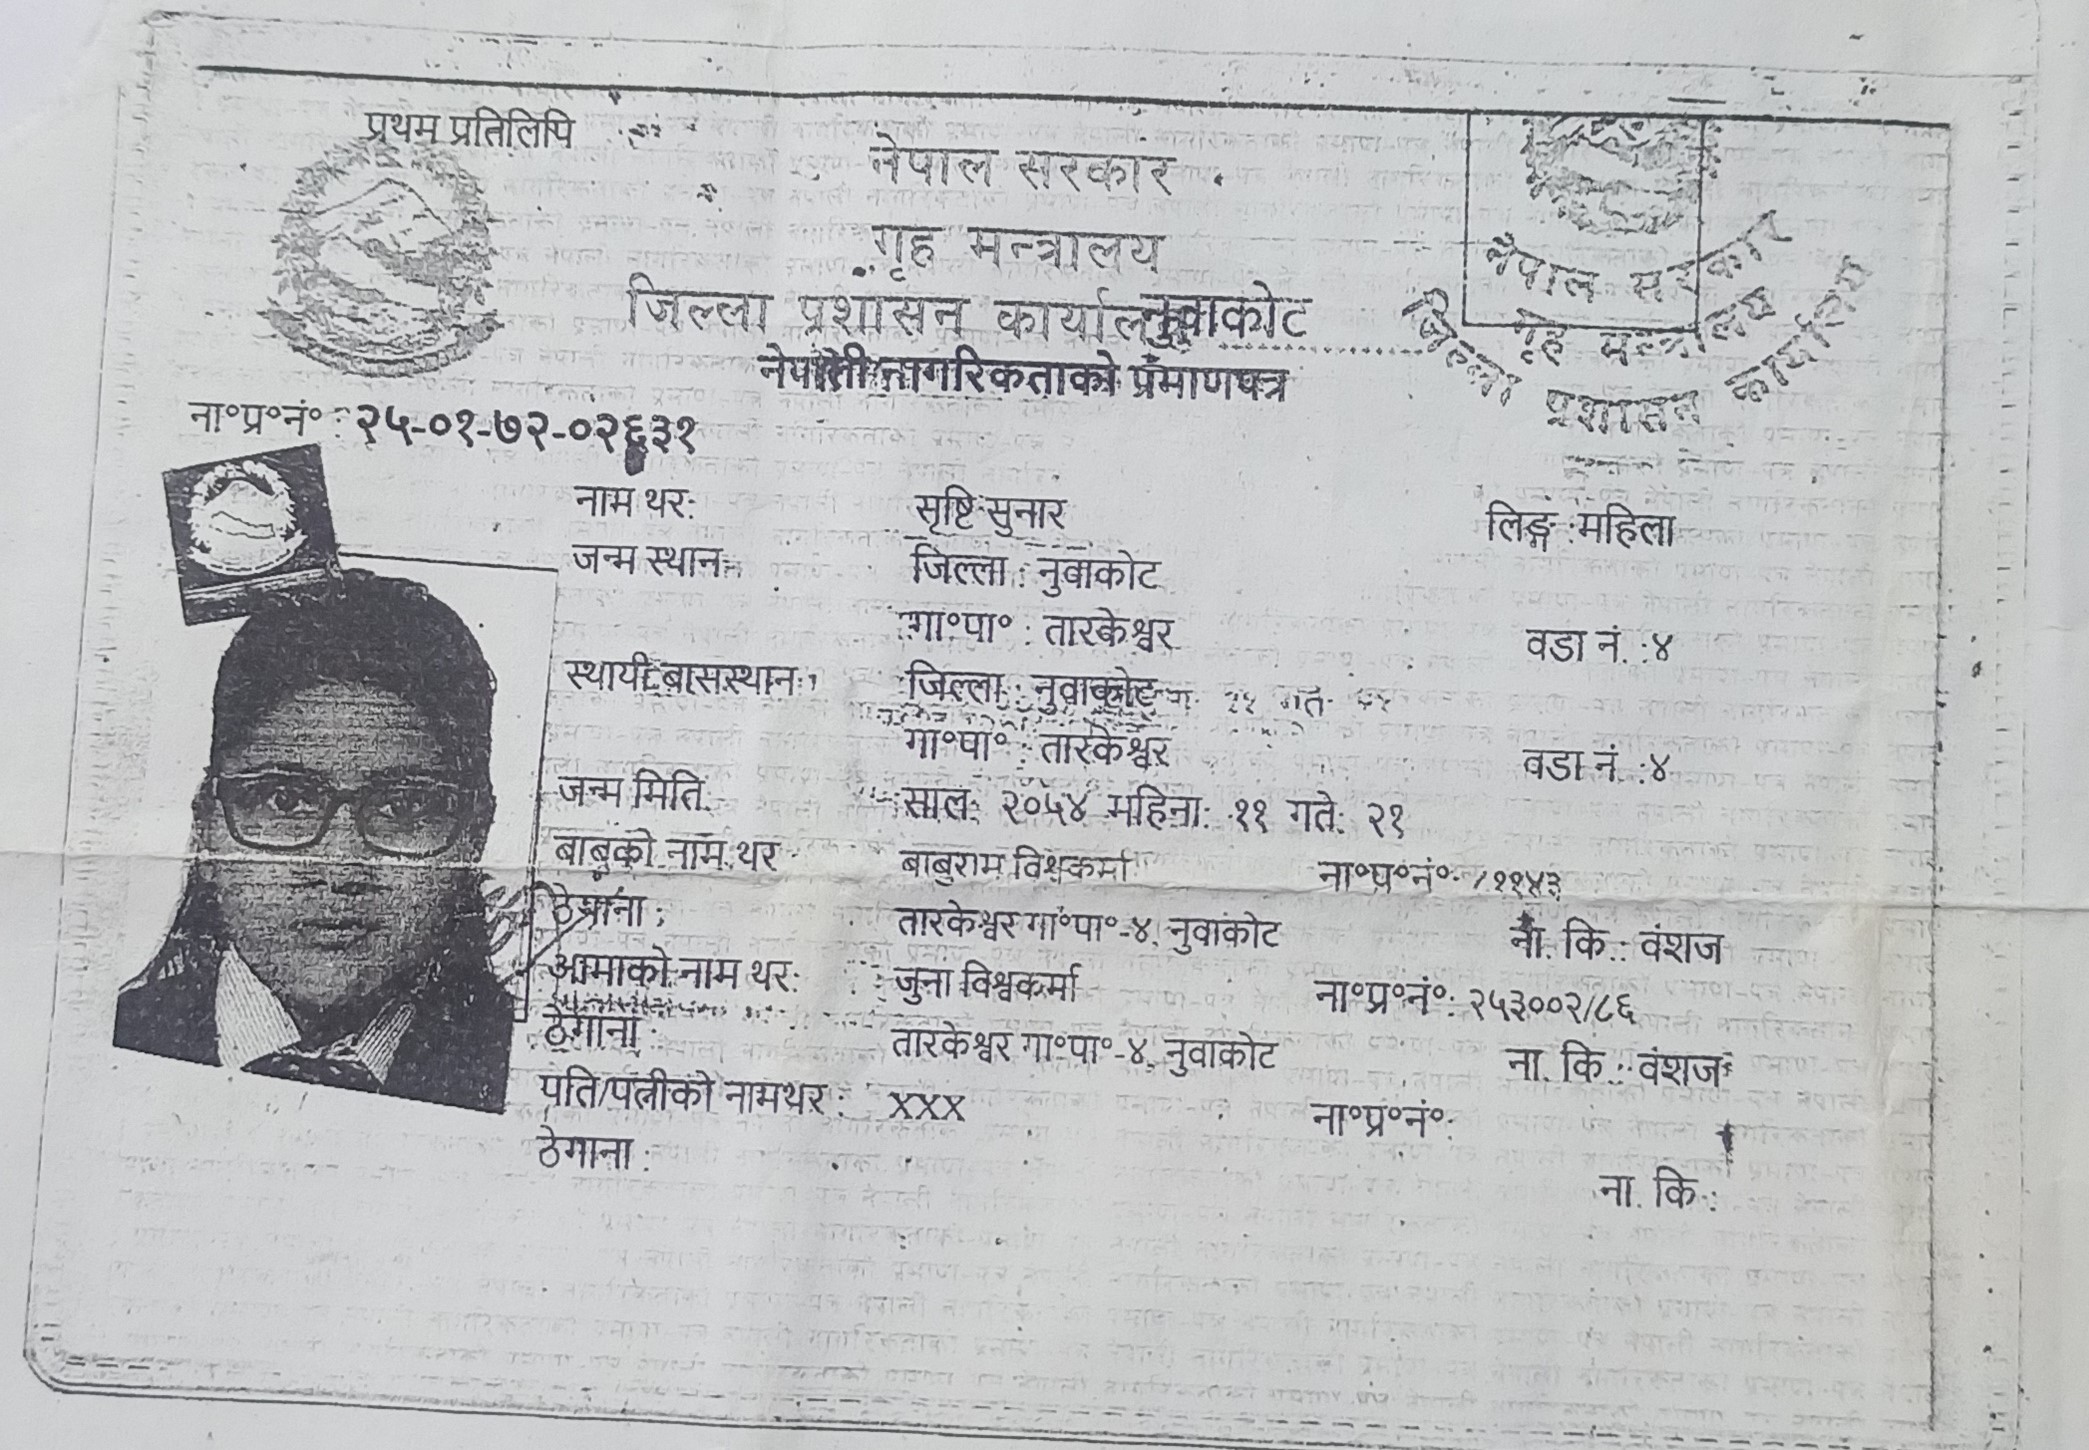 प्रथम प्रतिलिपि
नेपाल सरकार
गृह मन्त्रालय
जिल्ला प्रशासन कार्यालय नुवाकोट
नेपाली नागरिकताको प्रमाणपत्र
नेपाल सरकार
गृह मन्त्रालय
जिल्ला प्रशासन कार्यालय
ना॰प्र॰नं॰ : २५-०१-७२-०२६३१
नाम थर: सृष्टि सुनार लिङ्ग : महिला
जन्म स्थान जिल्ला : नुवाकोट
गा॰पा॰ : तारकेश्वर वडा नं. :४
स्थायी बासस्थान: जिल्ला : नुवाकोट
गा॰पा॰ : तारकेश्वर वडा नं. :४
जन्म मिति साल: २०५४ महिना: ११ गते: २१
बाबुको नाम थर बाबुराम विश्वकर्मा ना॰प्र॰नं॰: /११४३
ठेगाना : तारकेश्वर गा॰पा॰-४, नुवाकोट ना. कि.: वंशज
आमाको नाम थर: जुना विश्वकर्मा ना॰प्र॰नं॰: २५३००२/८६
ठेगाना : तारकेश्वर गा॰पा॰-४, नुवाकोट ना. कि.: वंशज
पति/पत्नीको नामथर : XXX ना॰प्र॰नं॰:
ठेगाना : ना. कि.: